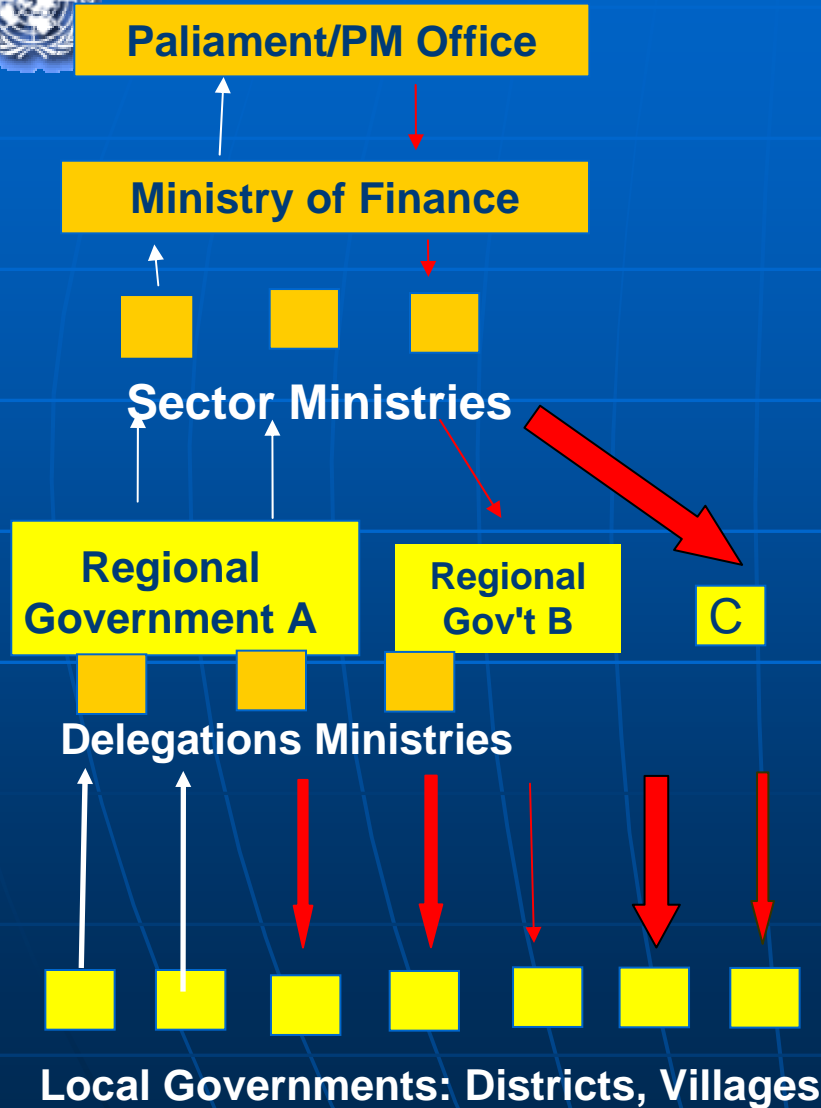 Paliament/PM Office
Ministry of Finance
Sector Ministries
Regional
Government A
Regional
Gov't B
C
Delegations Ministries
Local Governments: Districts, Villages